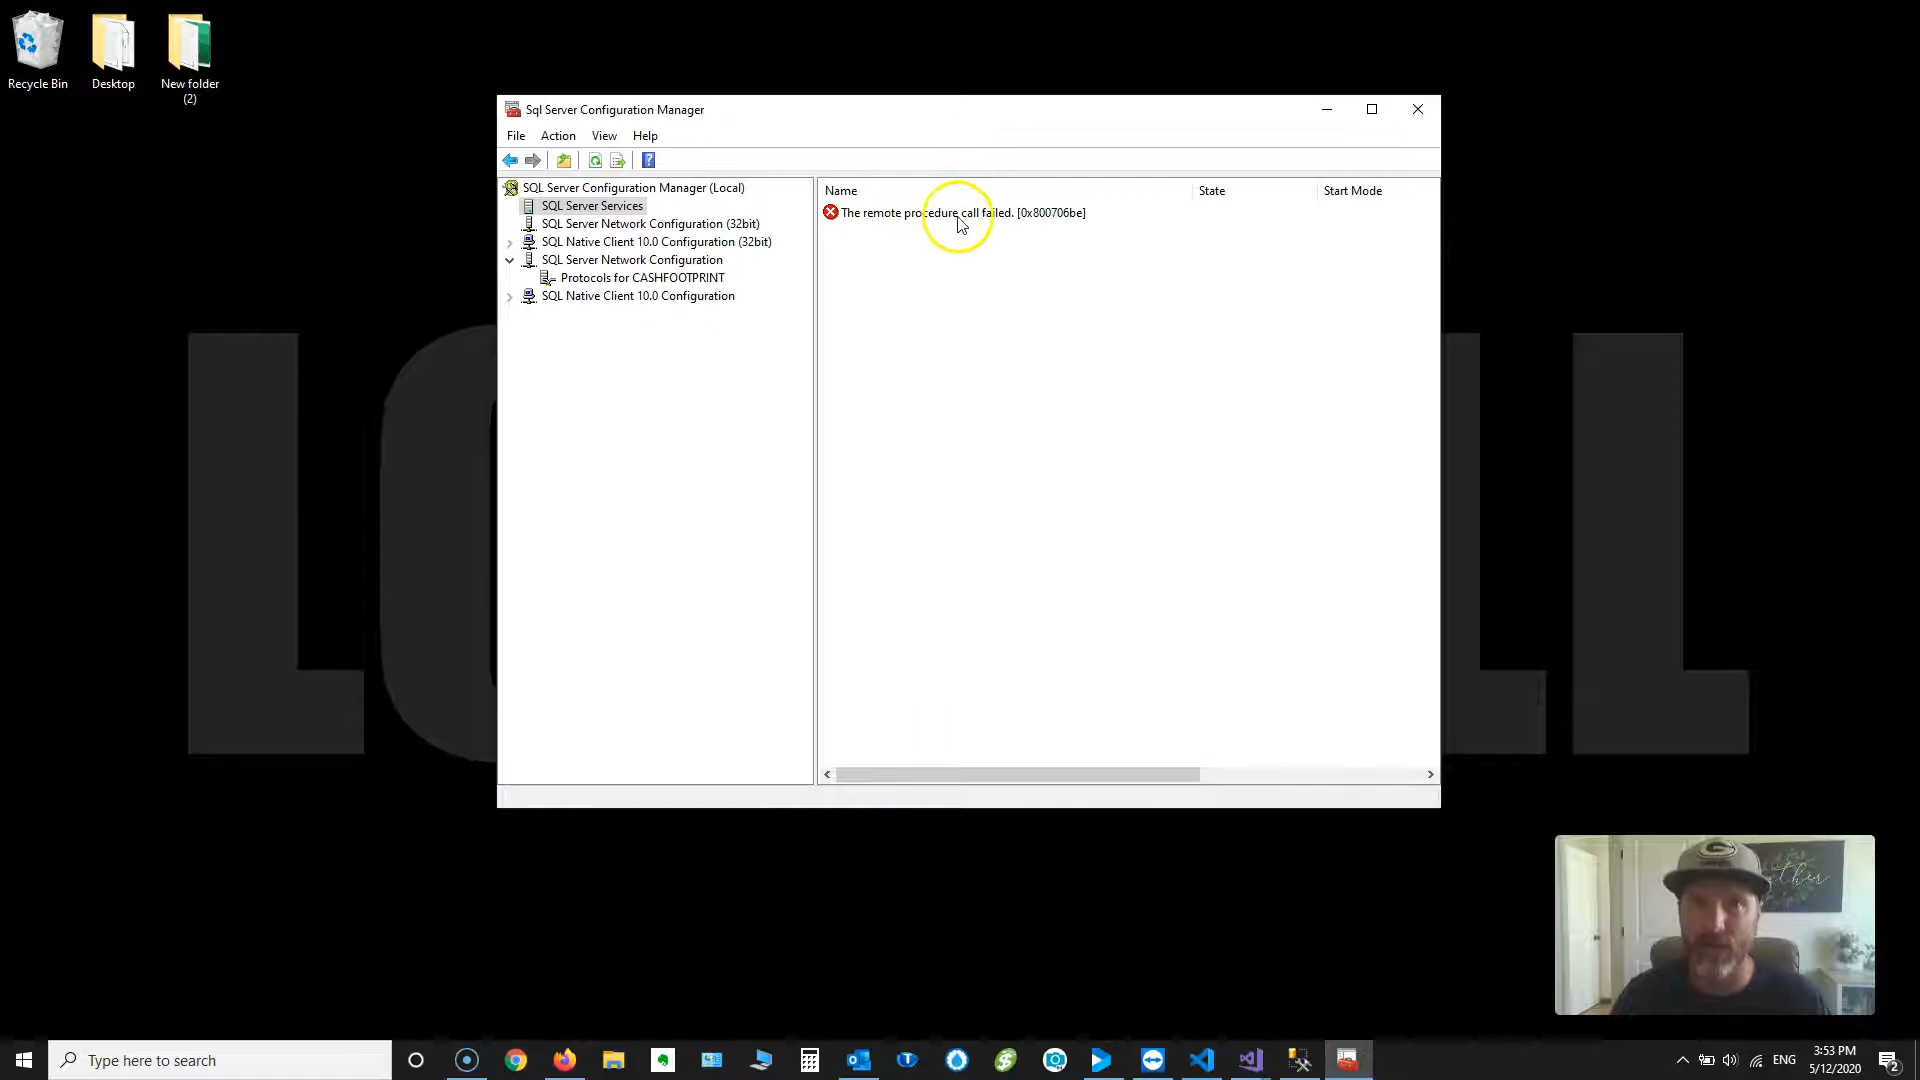 Recycle Bin
Desktop
New folder
(2)
Sql Server Configuration Manager
File Action View Help
SQL Server Configuration Manager (Local)
SQL Server Services
SQL Server Network Configuration (32bit)
SQL Native Client 10.0 Configuration (32bit)
SQL Server Network Configuration
Protocols for CASHFOOTPRINT
SQL Native Client 10.0 Configuration
Name State Start Mode
The remote procedure call failed. [0x800706be]
Type here to search
ENG
3:53 PM
5/12/2020
2